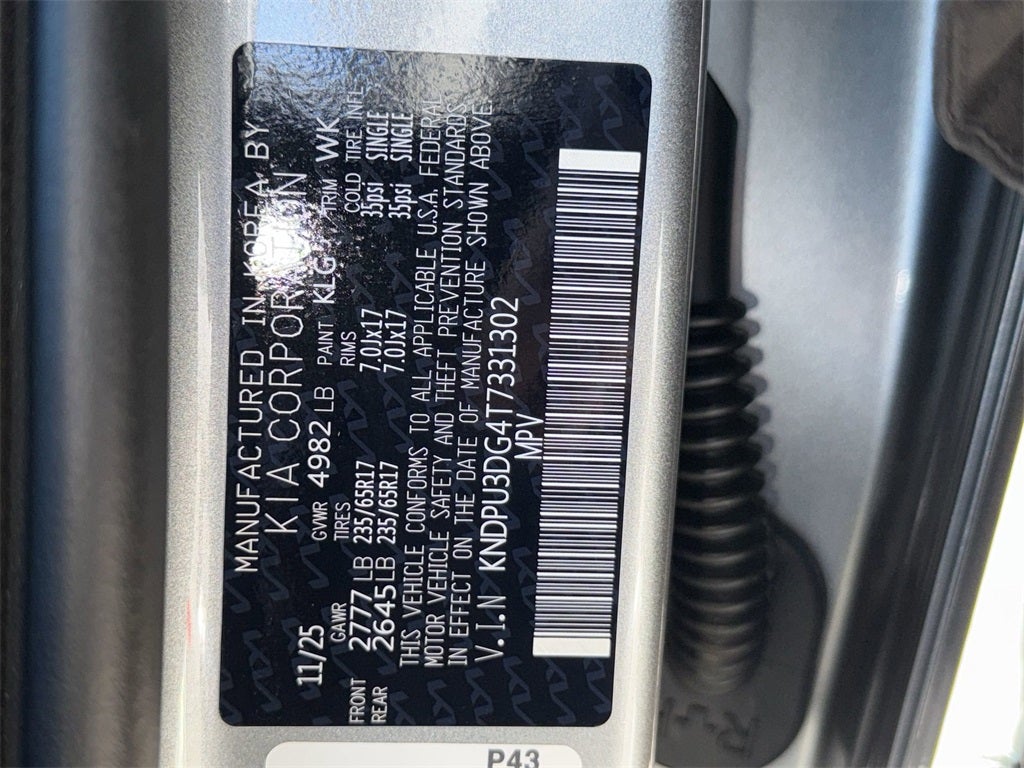 MANUFACTURED IN KOREA BY
KIA CORPORATION
11/25 GVWR 4982 LB PAINT KLG TRIM WK
GAWR TIRES RIMS COLD TIRE INFL
FRONT 2777 LB 235/65R17 7.0Jx17 35psi SINGLE
REAR 2645LB 235/65R17 7.0Jx17 35psi SINGLE
THIS VEHICLE CONFORMS TO ALL APPLICABLE U.S.A. FEDERAL
MOTOR VEHICLE SAFETY AND THEFT PREVENTION STANDARDS
IN EFFECT ON THE DATE OF MANUFACTURE SHOWN ABOVE
V.I.N KNDPU3DG4T7331302
MPV
P43